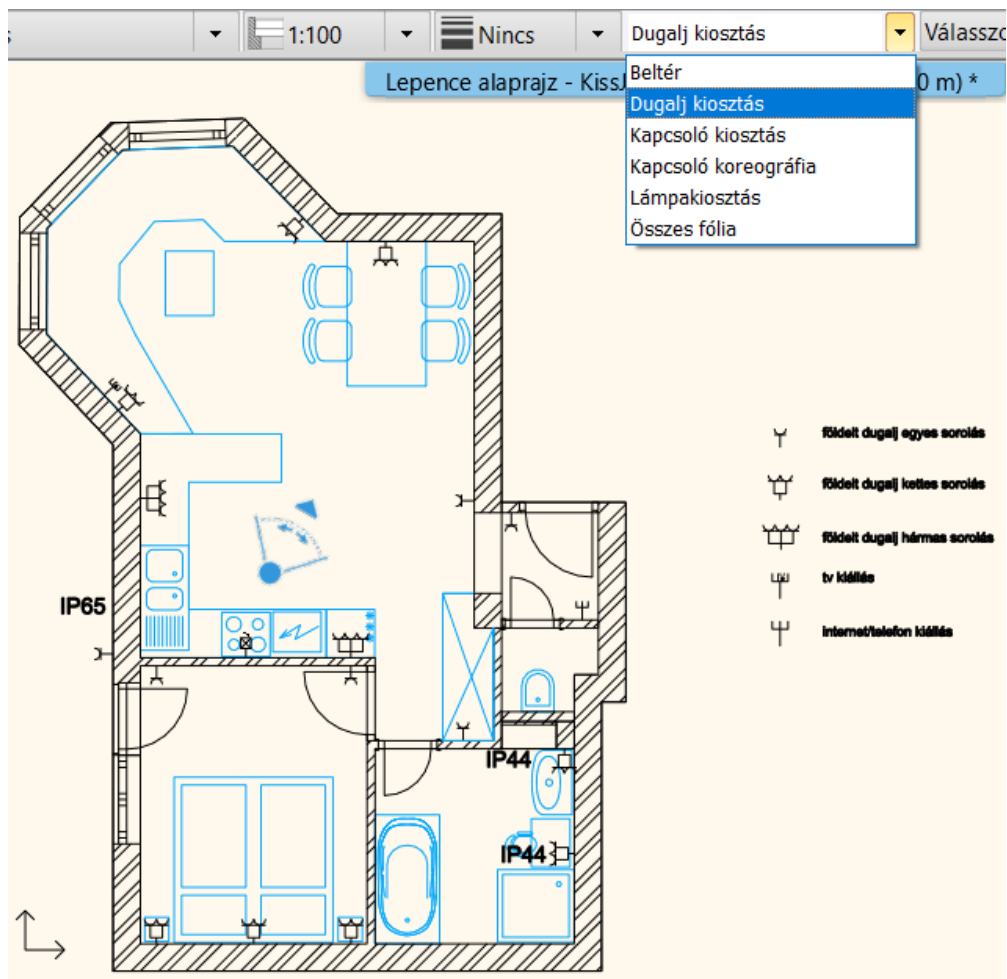 1:100
Nincs
Dugalj kiosztás
Lepence alaprajz - Kiss
0 m) *
Beltér
Dugalj kiosztás
Kapcsoló kiosztás
Kapcsoló koreográfia
Lámpakiosztás
Összes fólia
földelt dugalj egyes sorolás
földelt dugalj kettes sorolás
földelt dugalj hármas sorolás
tv kiállás
internet/telefon kiállás
IP65
IP44
IP44